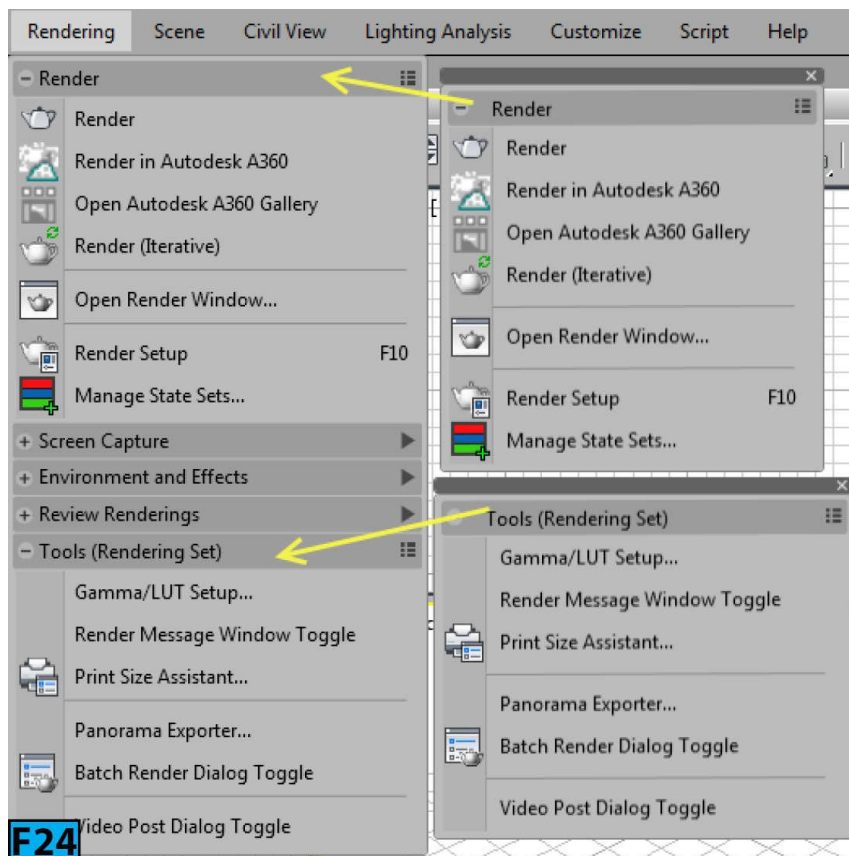 Rendering Scene Civil View Lighting Analysis Customize Script Help
Render
Render
Render in Autodesk A360
Open Autodesk A360 Gallery
Render (Iterative)
Open Render Window...
Render Setup F10
Manage State Sets...
Screen Capture
Environment and Effects
Review Renderings
Tools (Rendering Set)
Gamma/LUT Setup...
Render Message Window Toggle
Print Size Assistant...
Panorama Exporter...
Batch Render Dialog Toggle
Video Post Dialog Toggle
F24
Render
Render
Render in Autodesk A360
Open Autodesk A360 Gallery
Render (Iterative)
Open Render Window...
Render Setup F10
Manage State Sets...
Tools (Rendering Set)
Gamma/LUT Setup...
Render Message Window Toggle
Print Size Assistant...
Panorama Exporter...
Batch Render Dialog Toggle
Video Post Dialog Toggle